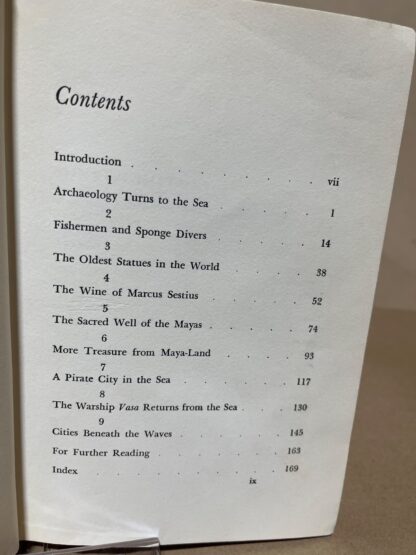 Contents
Introduction . . . . . . . . vii
1
Archaeology Turns to the Sea . . . . . 1
2
Fishermen and Sponge Divers . . . . . 14
3
The Oldest Statues in the World . . . . 38
4
The Wine of Marcus Sestius . . . . . 52
5
The Sacred Well of the Mayas . . . . . 74
6
More Treasure from Maya-Land . . . . 93
7
A Pirate City in the Sea . . . . . . 117
8
The Warship Vasa Returns from the Sea . . . 130
9
Cities Beneath the Waves . . . . . . 145
For Further Reading . . . . . . 163
Index . . . . . . . . 169
ix